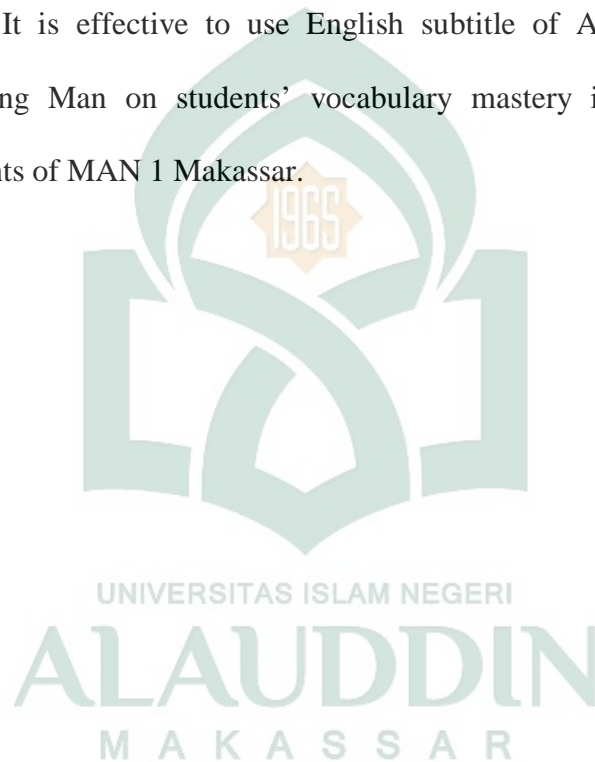 It is effective to use English subtitle of A
ng Man on students’ vocabulary mastery i
nts of MAN 1 Makassar.
1965
UNIVERSITAS ISLAM NEGERI
ALAUDDIN
MAKASSAR